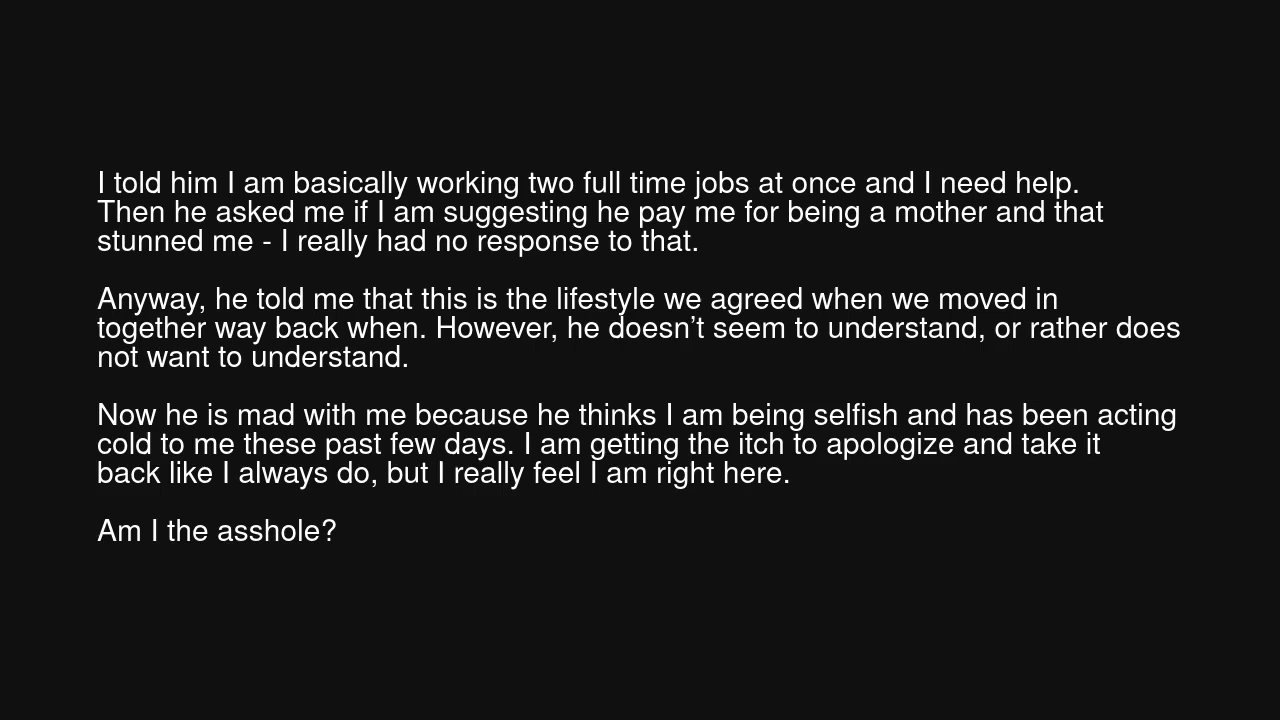 I told him I am basically working two full time jobs at once and I need help.
Then he asked me if I am suggesting he pay me for being a mother and that
stunned me - I really had no response to that.
Anyway, he told me that this is the lifestyle we agreed when we moved in
together way back when. However, he doesn’t seem to understand, or rather does
not want to understand.
Now he is mad with me because he thinks I am being selfish and has been acting
cold to me these past few days. I am getting the itch to apologize and take it
back like I always do, but I really feel I am right here.
Am I the asshole?